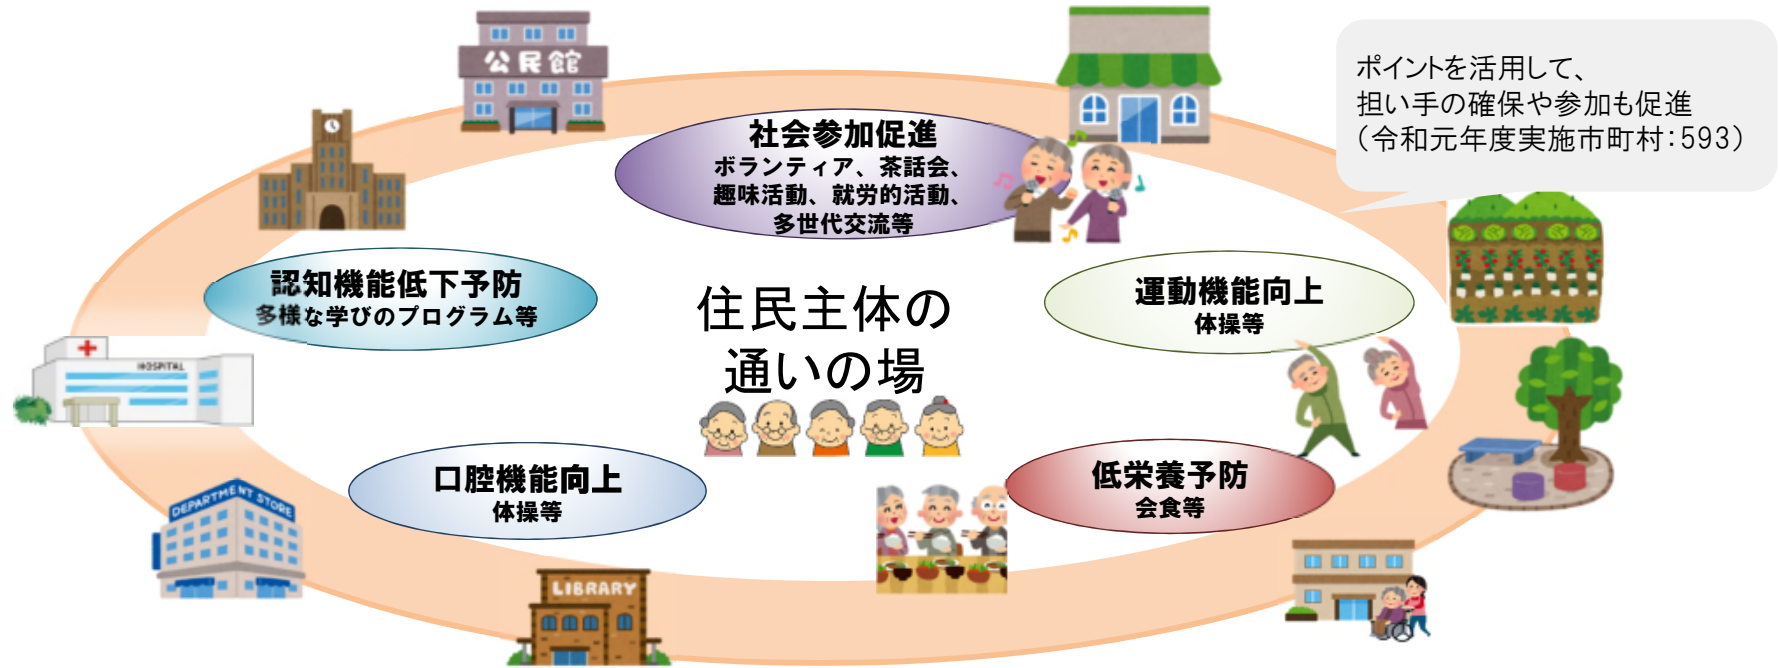 公民館
ポイントを活用して、
担い手の確保や参加も促進
（令和元年度実施市町村：593）
社会参加促進
ボランティア、茶話会、
趣味活動、就労的活動、
多世代交流等
認知機能低下予防
多様な学びのプログラム等
運動機能向上
体操等
住民主体の
通いの場
HOSPITAL
口腔機能向上
体操等
低栄養予防
会食等
DEPARTMENT STORE
LIBRARY